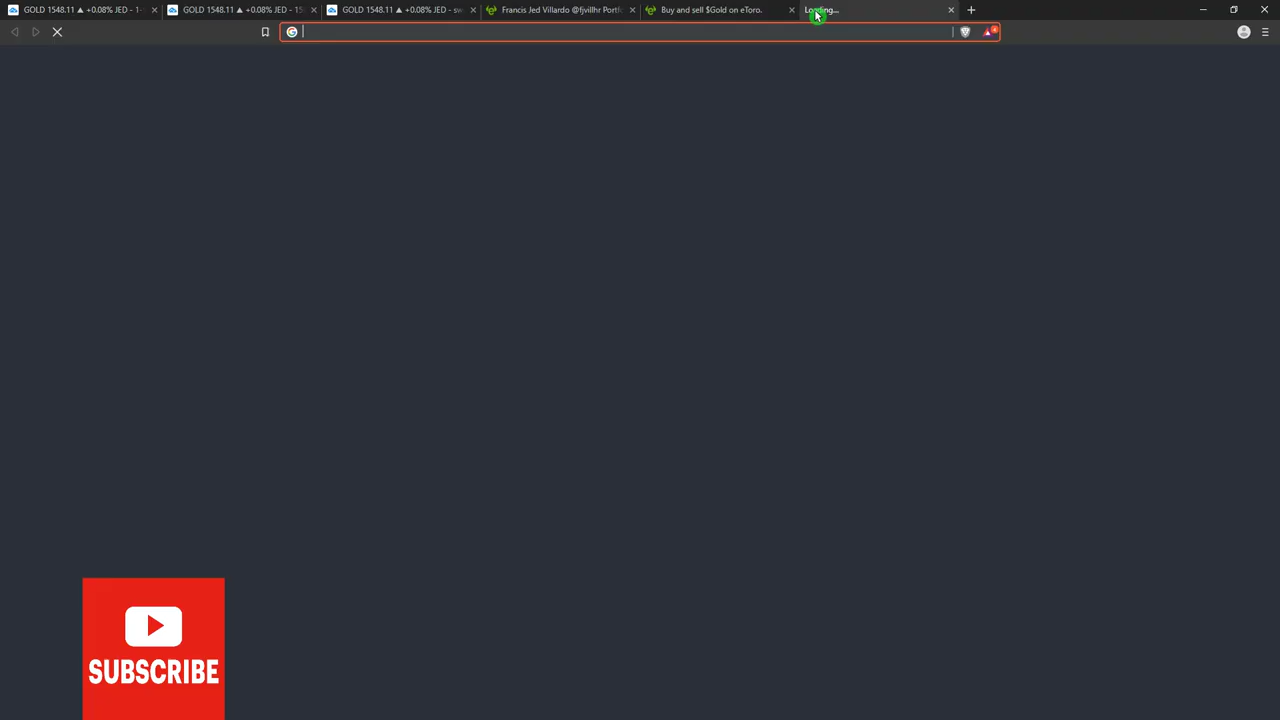 GOLD 1548.11 ▲ +0.08% JED - 1
GOLD 1548.11 ▲ +0.08% JED - 15
GOLD 1548.11 ▲ +0.08% JED - sw
Francis Jed Villardo @fjvillhr Portfo
Buy and sell $Gold on eToro.
Loading...
SUBSCRIBE